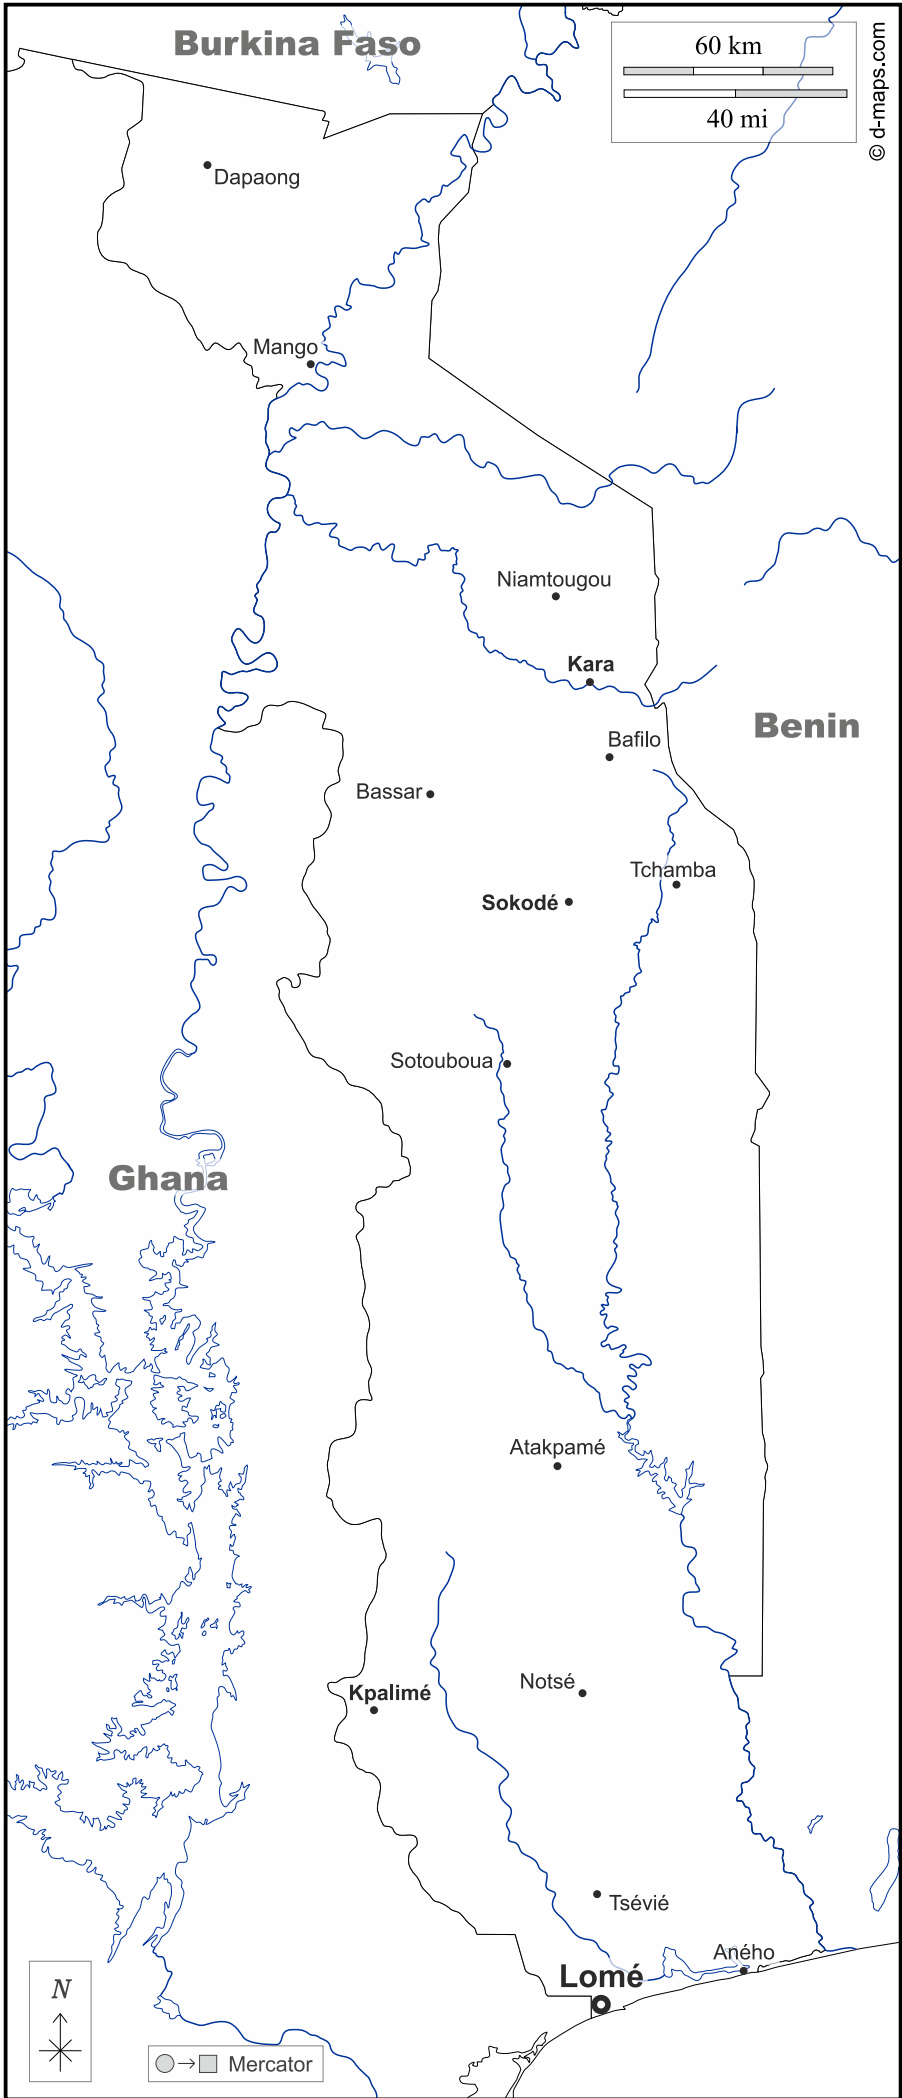 Burkina Faso
60 km
40 mi
© d-maps.com
Dapaong
Mango
Niamtougou
Kara
Benin
Bafilo
Bassar
Tchamba
Sokodé
Sotouboua
Ghana
Atakpamé
Notsé
Kpalimé
Tsévié
Aného
Lomé
N
Mercator